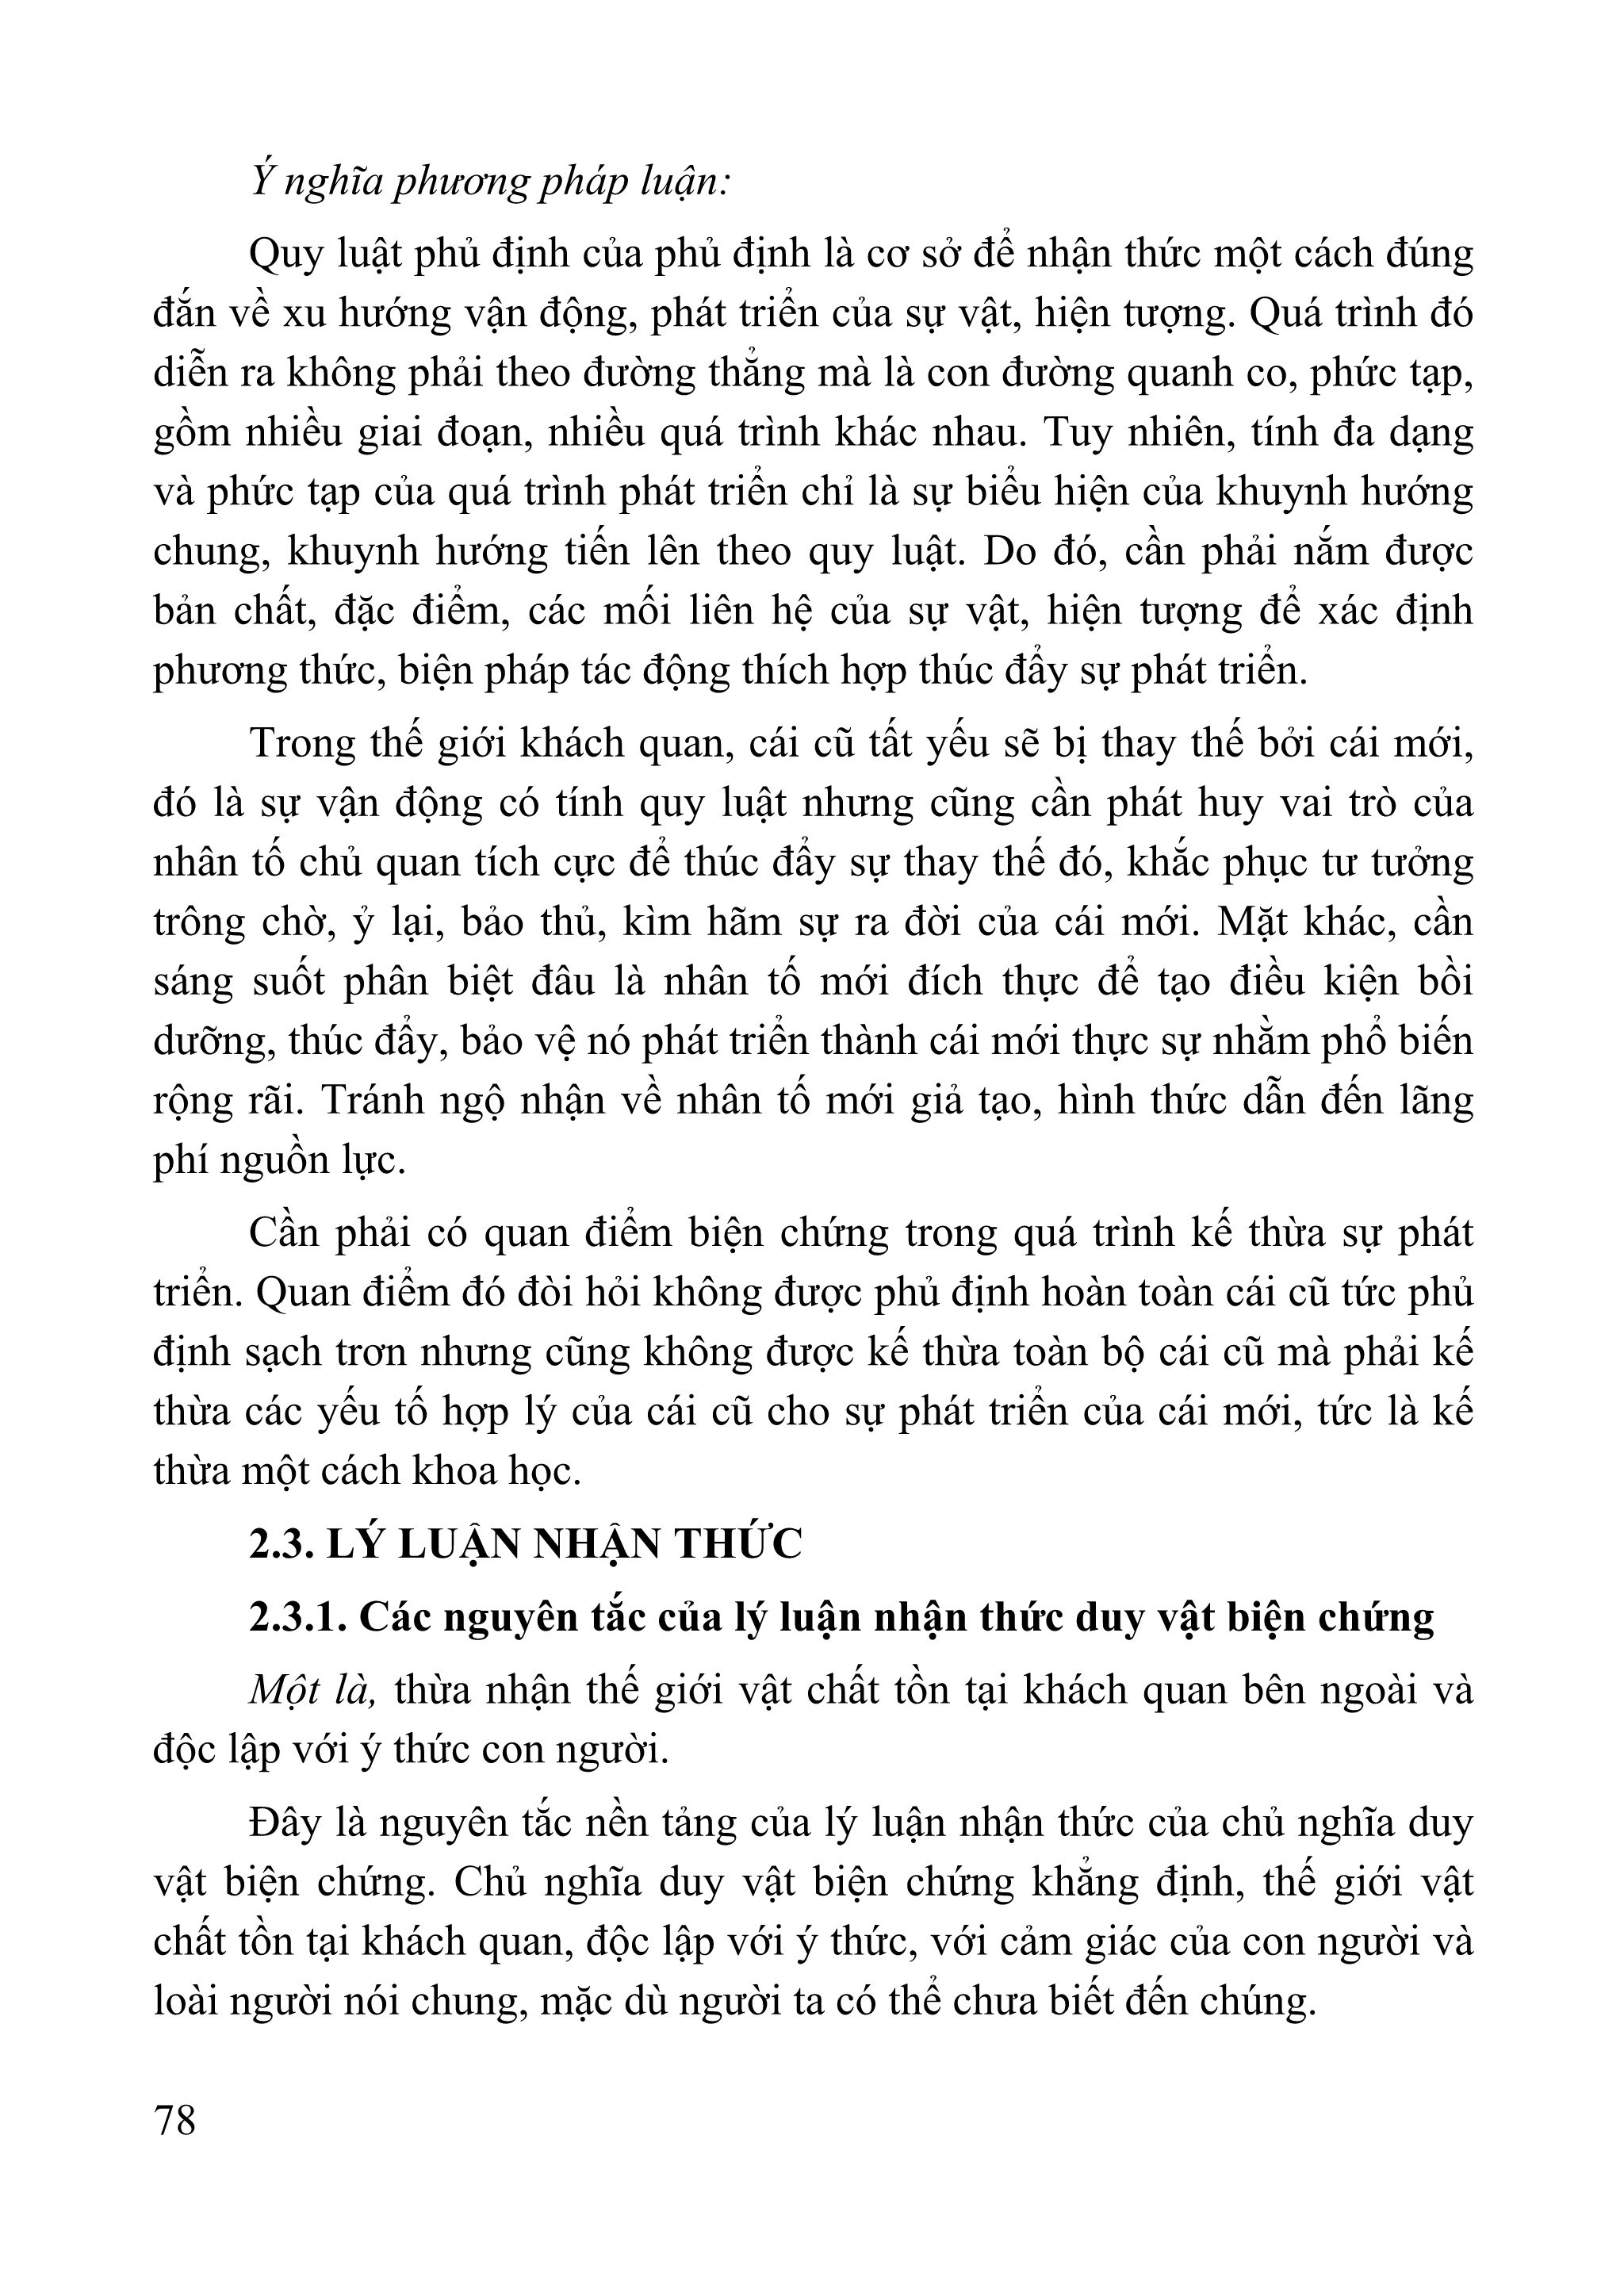 Ý nghĩa phương pháp luận:
Quy luật phủ định của phủ định là cơ sở để nhận thức một cách đúng
đắn về xu hướng vận động, phát triển của sự vật, hiện tượng. Quá trình đó
diễn ra không phải theo đường thẳng mà là con đường quanh co, phức tạp,
gồm nhiều giai đoạn, nhiều quá trình khác nhau. Tuy nhiên, tính đa dạng
và phức tạp của quá trình phát triển chỉ là sự biểu hiện của khuynh hướng
chung, khuynh hướng tiến lên theo quy luật. Do đó, cần phải nắm được
bản chất, đặc điểm, các mối liên hệ của sự vật, hiện tượng để xác định
phương thức, biện pháp tác động thích hợp thúc đẩy sự phát triển.
Trong thế giới khách quan, cái cũ tất yếu sẽ bị thay thế bởi cái mới,
đó là sự vận động có tính quy luật nhưng cũng cần phát huy vai trò của
nhân tố chủ quan tích cực để thúc đẩy sự thay thế đó, khắc phục tư tưởng
trông chờ, ỷ lại, bảo thủ, kìm hãm sự ra đời của cái mới. Mặt khác, cần
sáng suốt phân biệt đâu là nhân tố mới đích thực để tạo điều kiện bồi
dưỡng, thúc đẩy, bảo vệ nó phát triển thành cái mới thực sự nhằm phổ biến
rộng rãi. Tránh ngộ nhận về nhân tố mới giả tạo, hình thức dẫn đến lãng
phí nguồn lực.
Cần phải có quan điểm biện chứng trong quá trình kế thừa sự phát
triển. Quan điểm đó đòi hỏi không được phủ định hoàn toàn cái cũ tức phủ
định sạch trơn nhưng cũng không được kế thừa toàn bộ cái cũ mà phải kế
thừa các yếu tố hợp lý của cái cũ cho sự phát triển của cái mới, tức là kế
thừa một cách khoa học.
2.3. LÝ LUẬN NHẬN THỨC
2.3.1. Các nguyên tắc của lý luận nhận thức duy vật biện chứng
Một là, thừa nhận thế giới vật chất tồn tại khách quan bên ngoài và
độc lập với ý thức con người.
Đây là nguyên tắc nền tảng của lý luận nhận thức của chủ nghĩa duy
vật biện chứng. Chủ nghĩa duy vật biện chứng khẳng định, thế giới vật
chất tồn tại khách quan, độc lập với ý thức, với cảm giác của con người và
loài người nói chung, mặc dù người ta có thể chưa biết đến chúng.
78